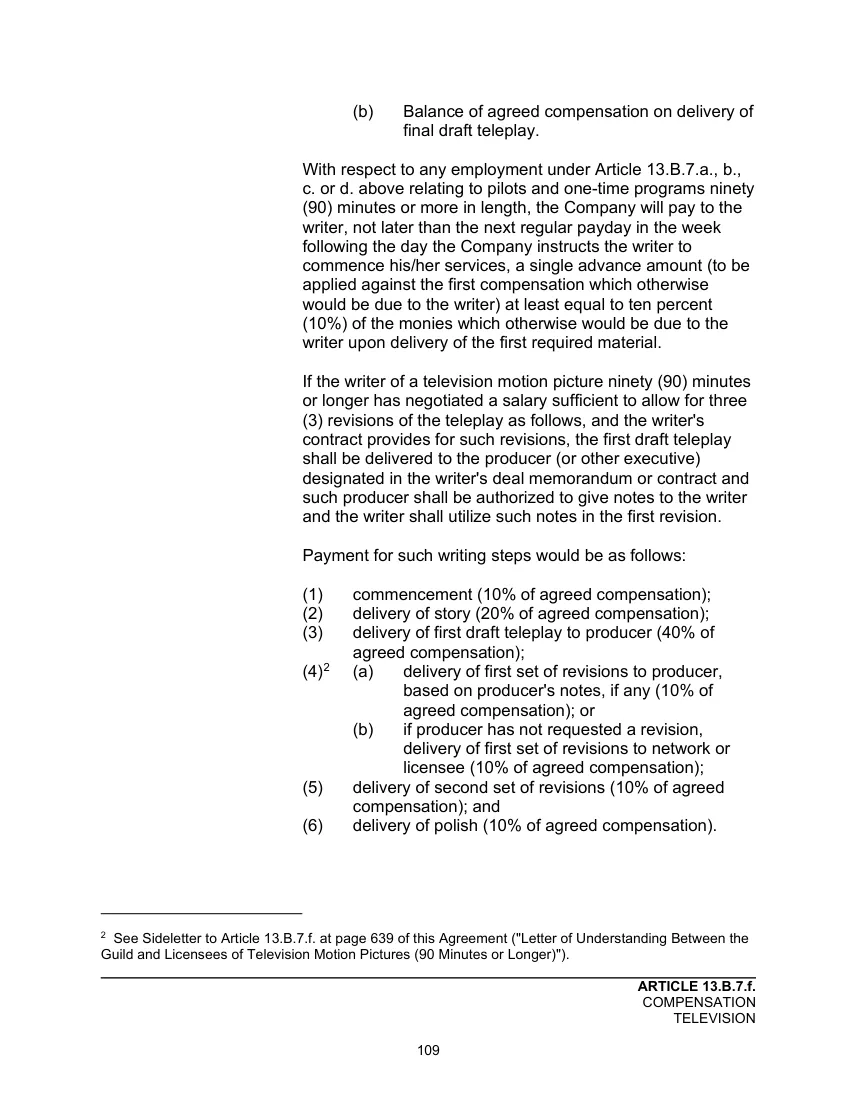 (b) Balance of agreed compensation on delivery of
final draft teleplay.
With respect to any employment under Article 13.B.7.a., b.,
c. or d. above relating to pilots and one-time programs ninety
(90) minutes or more in length, the Company will pay to the
writer, not later than the next regular payday in the week
following the day the Company instructs the writer to
commence his/her services, a single advance amount (to be
applied against the first compensation which otherwise
would be due to the writer) at least equal to ten percent
(10%) of the monies which otherwise would be due to the
writer upon delivery of the first required material.
If the writer of a television motion picture ninety (90) minutes
or longer has negotiated a salary sufficient to allow for three
(3) revisions of the teleplay as follows, and the writer's
contract provides for such revisions, the first draft teleplay
shall be delivered to the producer (or other executive)
designated in the writer's deal memorandum or contract and
such producer shall be authorized to give notes to the writer
and the writer shall utilize such notes in the first revision.
Payment for such writing steps would be as follows:
(1) commencement (10% of agreed compensation);
(2) delivery of story (20% of agreed compensation);
(3) delivery of first draft teleplay to producer (40% of
agreed compensation);
(4)2 (a) delivery of first set of revisions to producer,
based on producer's notes, if any (10% of
agreed compensation); or
(b) if producer has not requested a revision,
delivery of first set of revisions to network or
licensee (10% of agreed compensation);
(5) delivery of second set of revisions (10% of agreed
compensation); and
(6) delivery of polish (10% of agreed compensation).
2 See Sideletter to Article 13.B.7.f. at page 639 of this Agreement ("Letter of Understanding Between the
Guild and Licensees of Television Motion Pictures (90 Minutes or Longer)").
ARTICLE 13.B.7.f.
COMPENSATION
TELEVISION
109